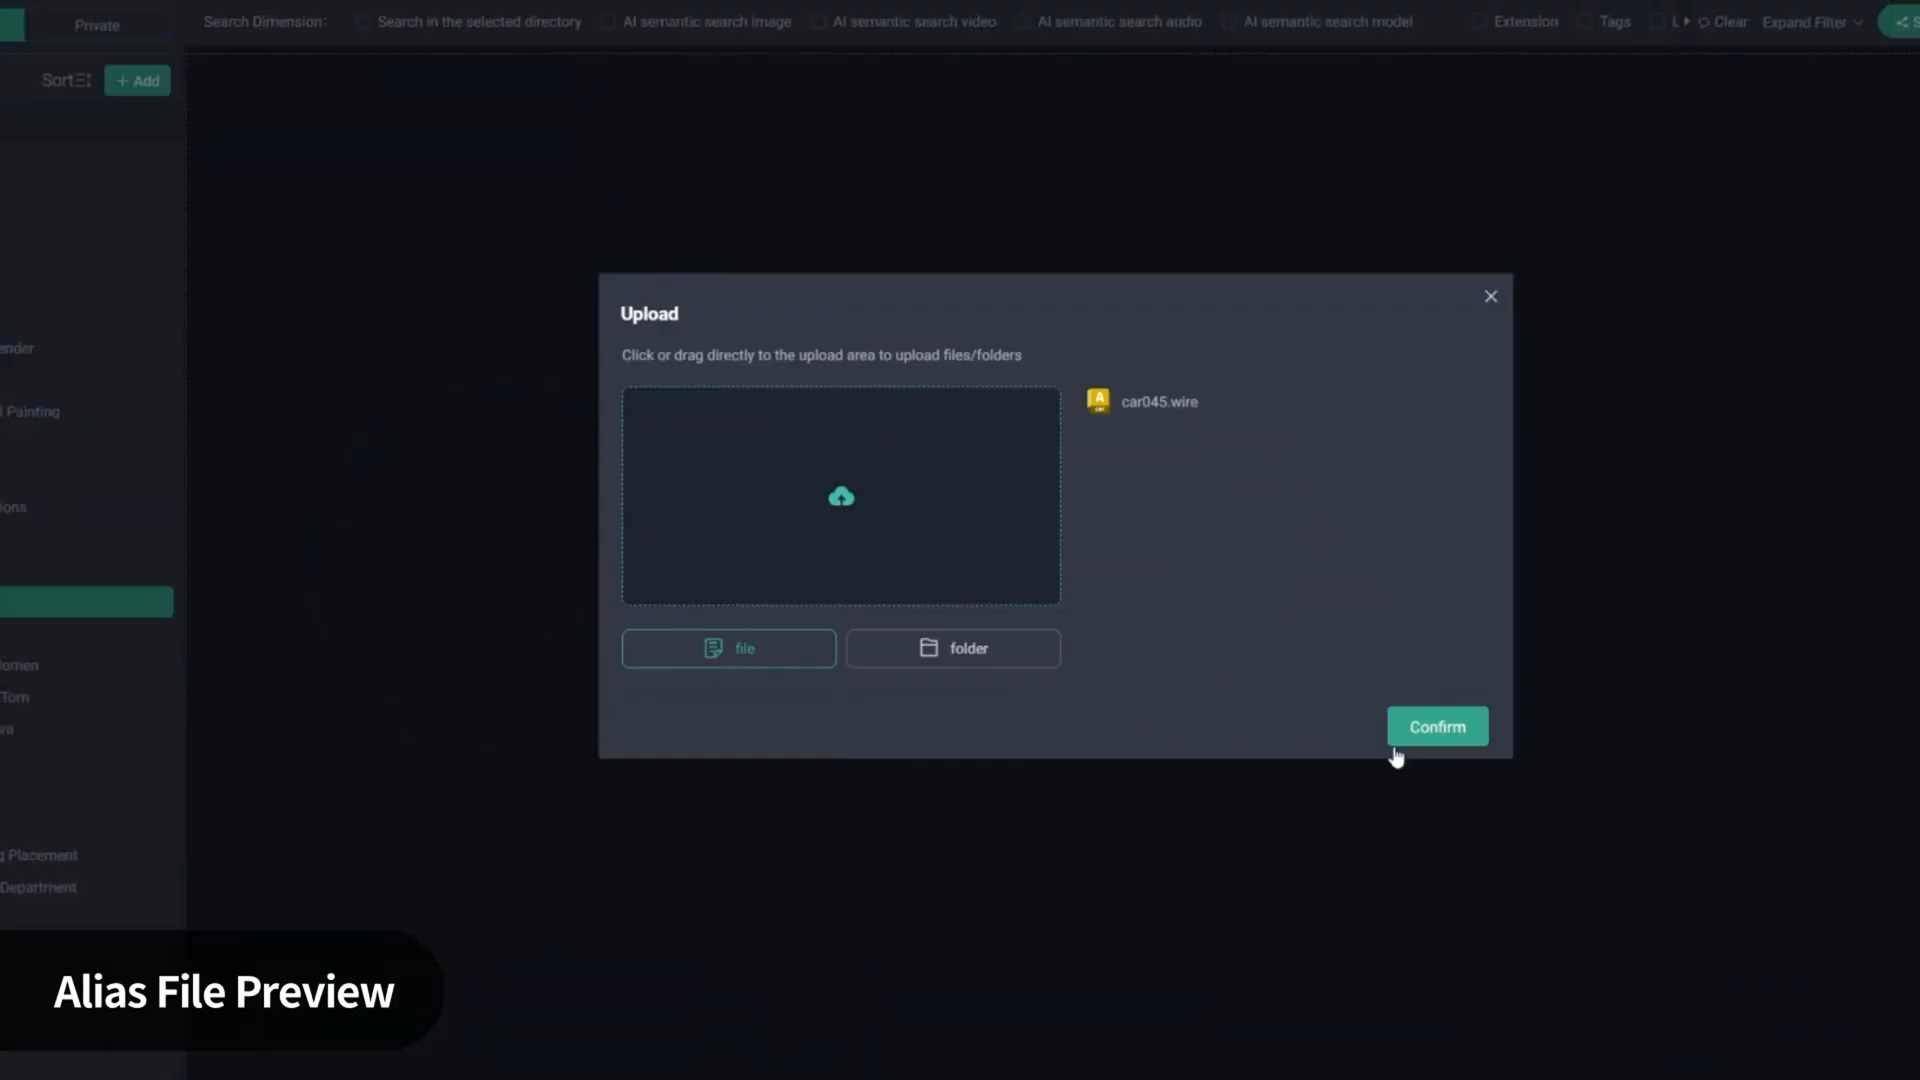 Private
Search Dimension:
Search in the selected directory
AI semantic search image
AI semantic search video
AI semantic search audio
AI semantic search model
Extension
Tags
L
Clear
Expand Filter
S
Sort
+ Add
ender
l Painting
ions
lomen
Tom
va
g Placement
Department
Upload
Click or drag directly to the upload area to upload files/folders
A
car045.wire
file
folder
Confirm
Alias File Preview